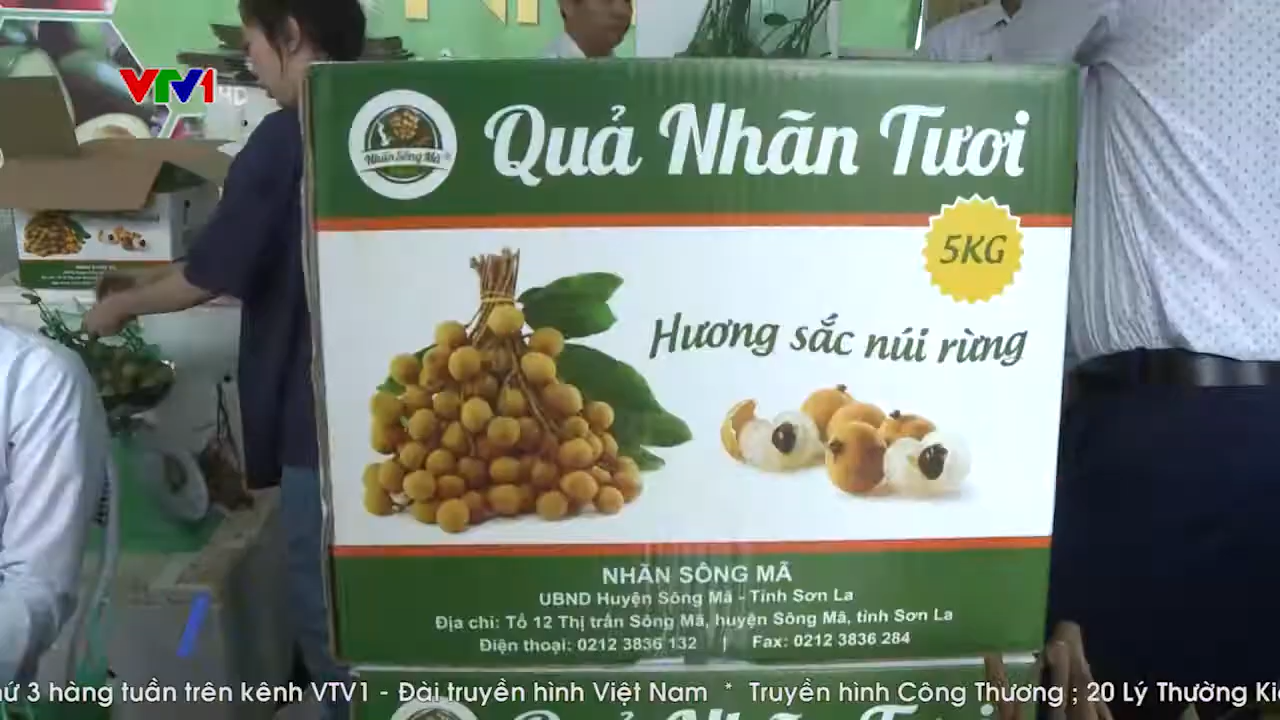 VTV1 HD
Quả Nhãn Tươi
Nhãn Sông Mã
5KG
Hương sắc núi rừng
NHÃN SÔNG MÃ
UBND Huyện Sông Mã - Tỉnh Sơn La
Địa chỉ: Tổ 12 Thị trấn Sông Mã, huyện Sông Mã, tỉnh Sơn La
Điện thoại: 0212 3836 132 | Fax: 0212 3836 284
3 hàng tuần trên kênh VTV1 - Đài truyền hình Việt Nam * Truyền hình Công Thương ; 20 Lý Thường
Quả Nhãn Tươi